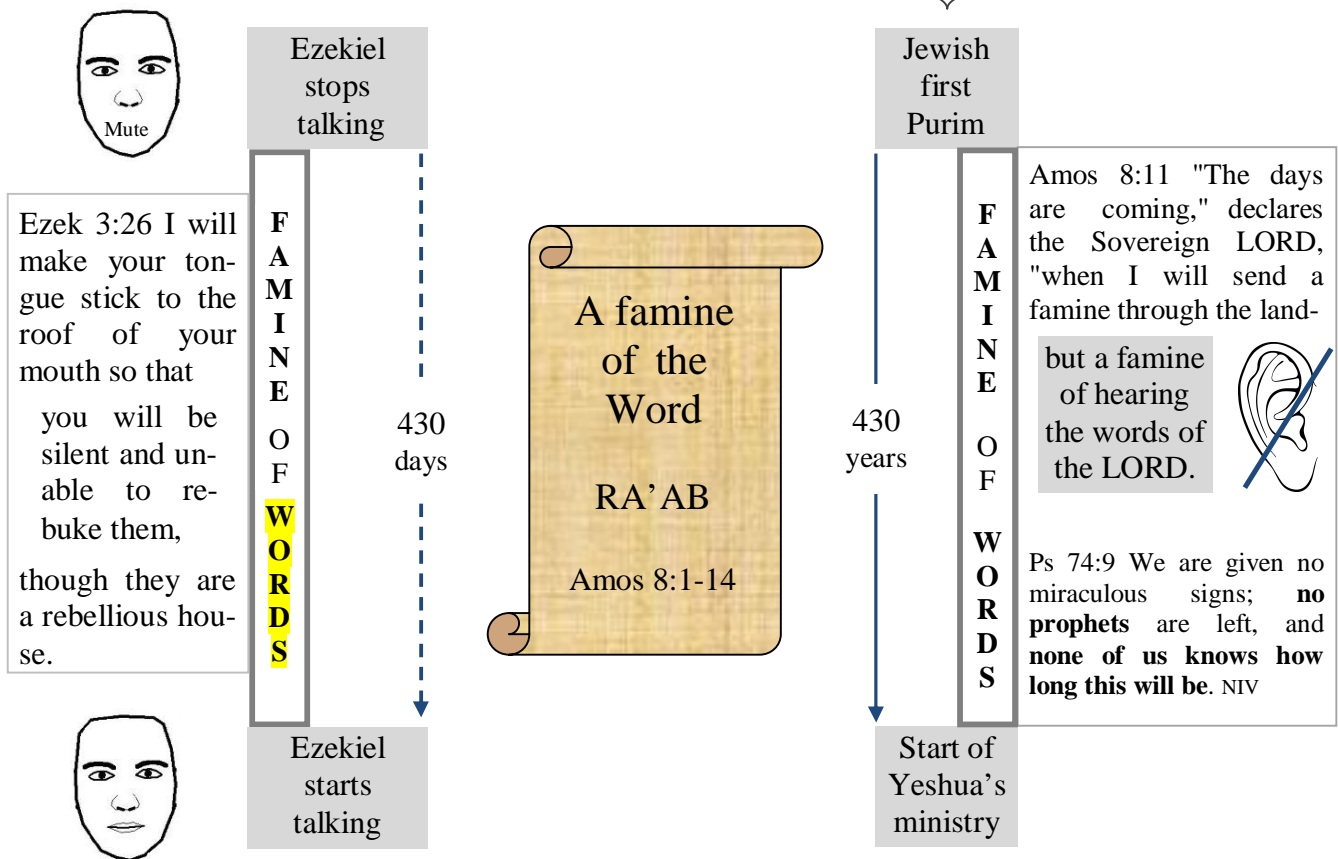 Mute
Ezekiel
stops
talking
Ezek 3:26 I will
make your ton-
gue stick to the
roof of your
mouth so that
you will be
silent and un-
able to re-
buke them,
though they are
a rebellious hou-
se.
F
A
M
I
N
E
O
F
W
O
R
D
S
430
days
Ezekiel
starts
talking
A famine
of the
Word
RA’AB
Amos 8:1-14
Jewish
first
Purim
430
years
F
A
M
I
N
E
O
F
W
O
R
D
S
Start of
Yeshua’s
ministry
Amos 8:11 "The days
are coming," declares
the Sovereign LORD,
"when I will send a
famine through the land-
but a famine
of hearing
the words of
the LORD.
Ps 74:9 We are given no
miraculous signs; no
prophets are left, and
none of us knows how
long this will be. NIV